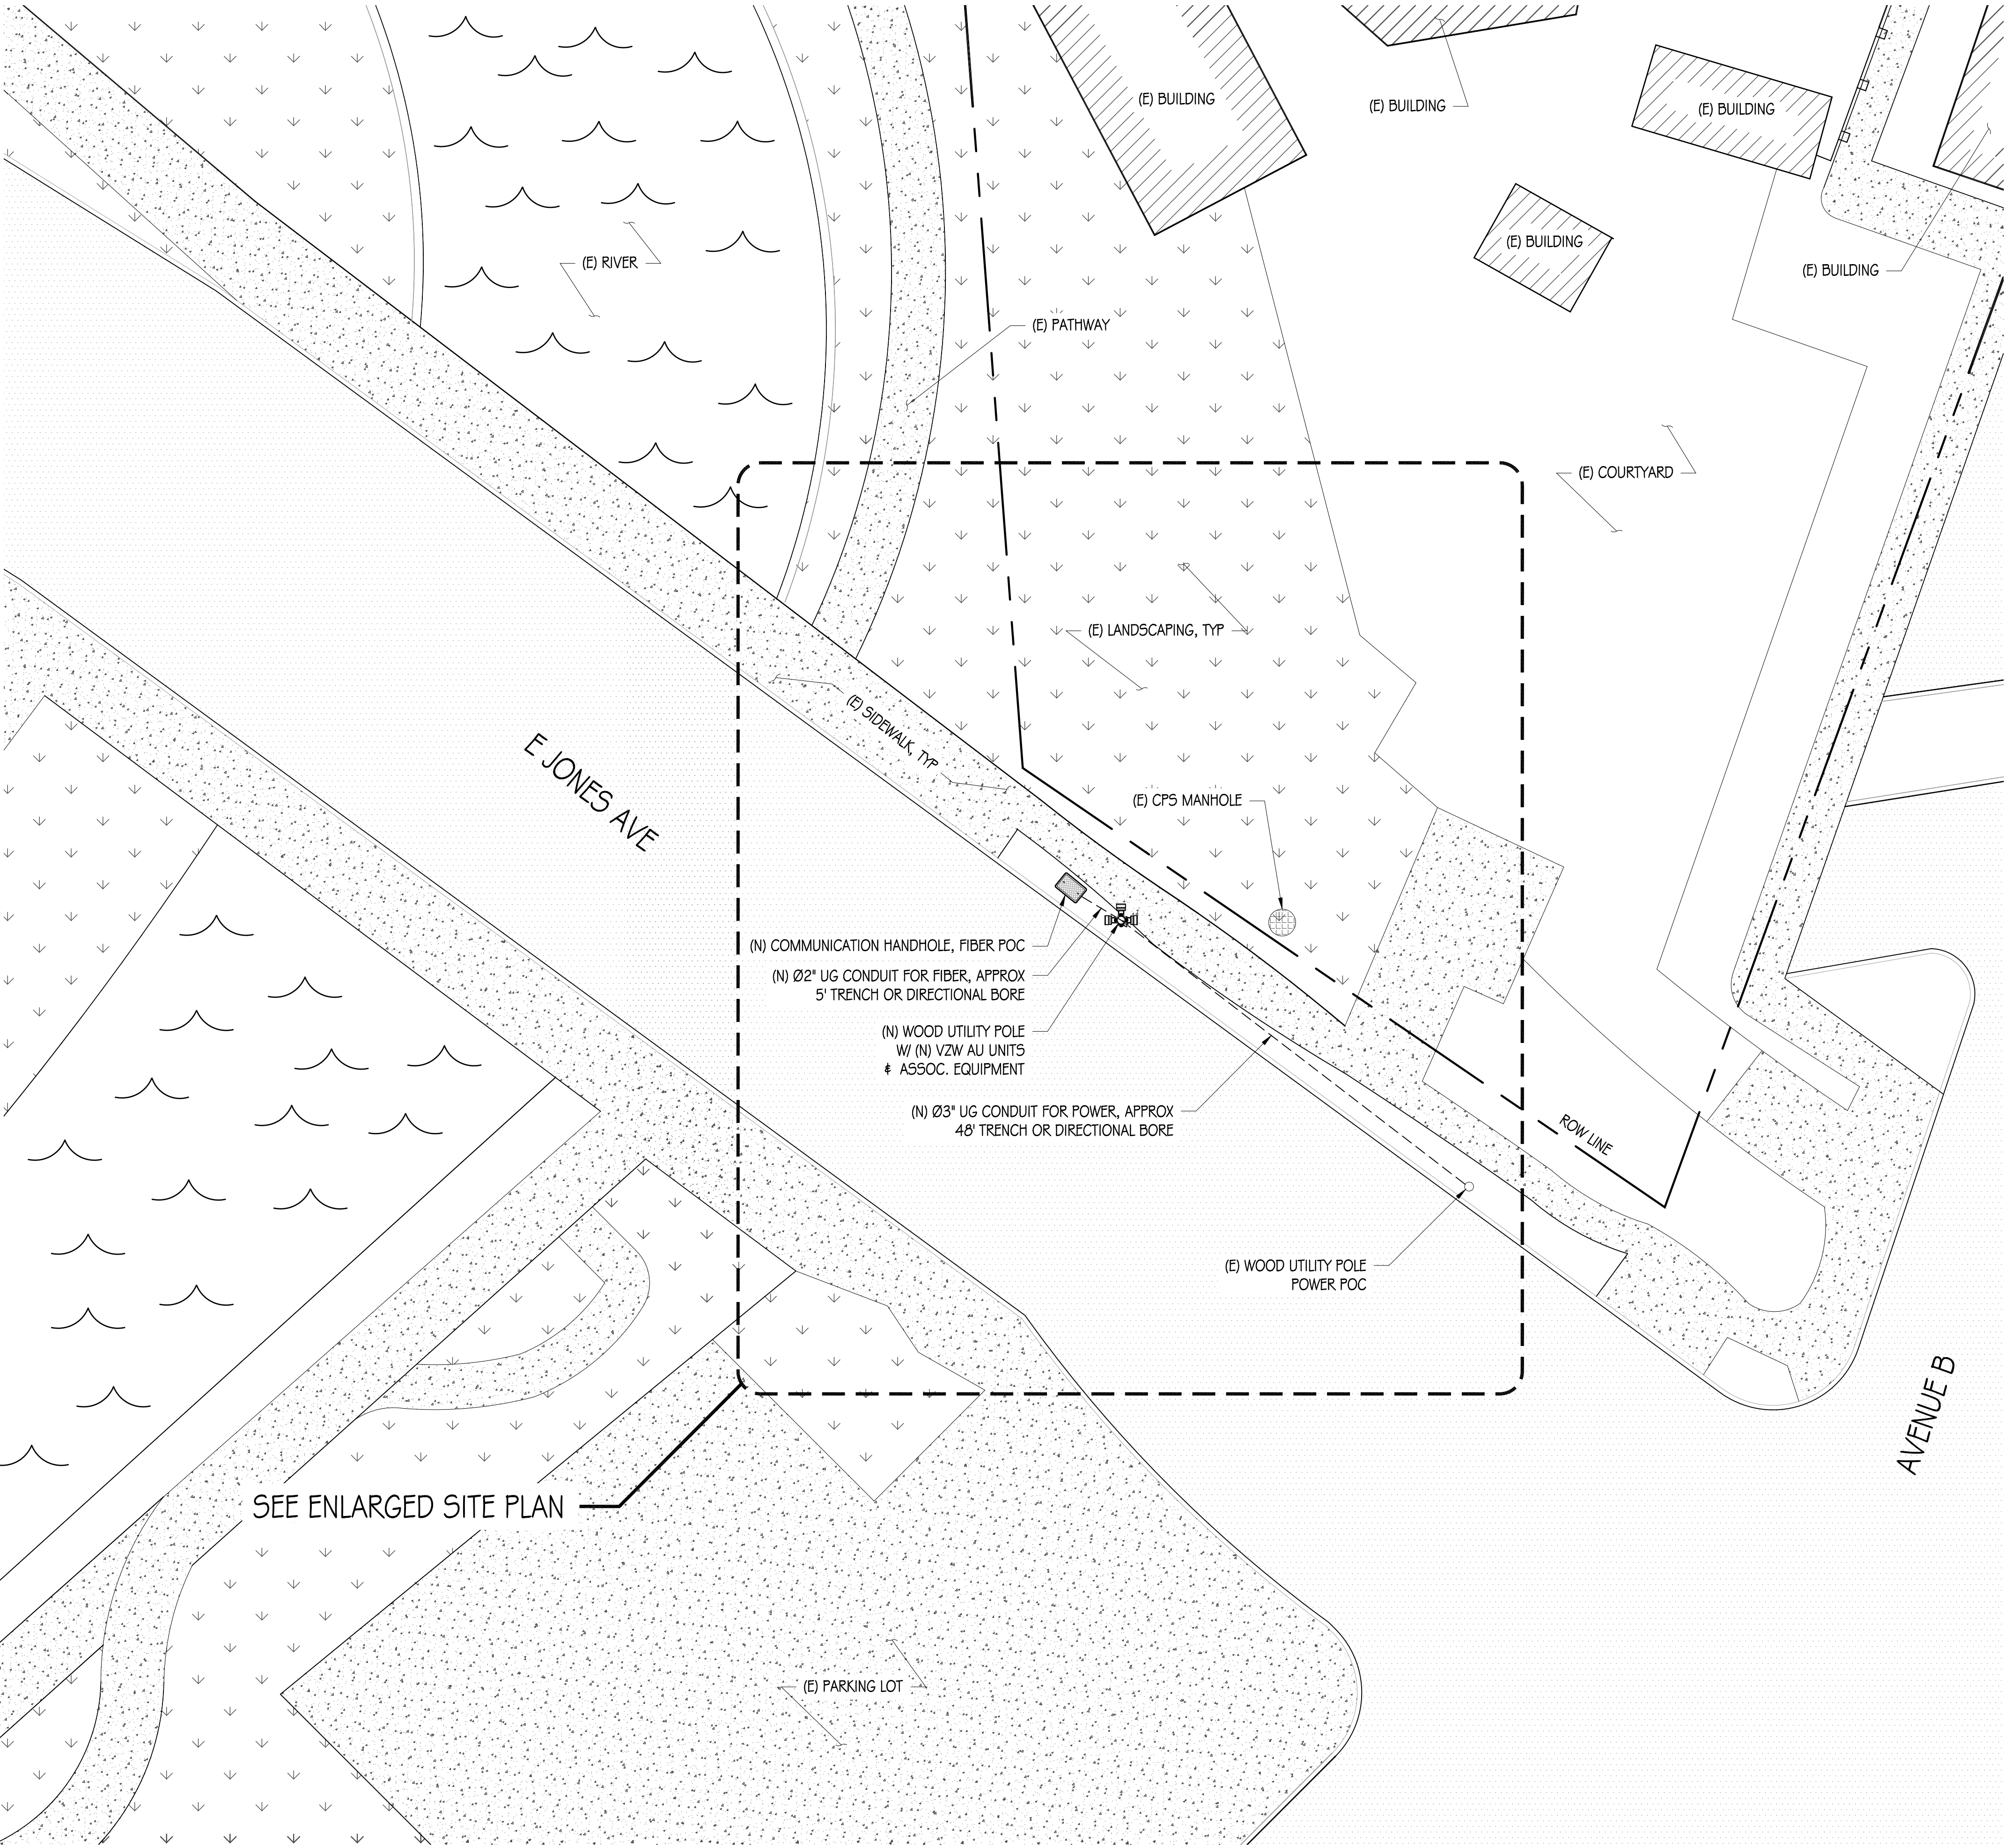 (E) BUILDING
(E) BUILDING
(E) BUILDING
(E) BUILDING
(E) RIVER
(E) BUILDING
(E) PATHWAY
(E) COURTYARD
(E) LANDSCAPING, TYP
(E) SIDEWALK, TYP
E JONES AVE
(E) CPS MANHOLE
(N) COMMUNICATION HANDHOLE, FIBER POC
(N) Ø2" UG CONDUIT FOR FIBER, APPROX
5' TRENCH OR DIRECTIONAL BORE
(N) WOOD UTILITY POLE
W/ (N) VZW AU UNITS
& ASSOC. EQUIPMENT
(N) Ø3" UG CONDUIT FOR POWER, APPROX
48' TRENCH OR DIRECTIONAL BORE
ROW LINE
(E) WOOD UTILITY POLE
POWER POC
AVENUE B
SEE ENLARGED SITE PLAN
(E) PARKING LOT